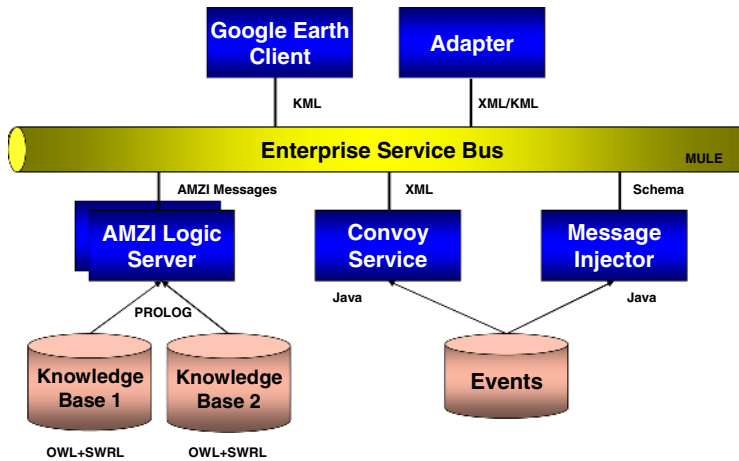 Google Earth
Client
Adapter
KML
XML/KML
Enterprise Service Bus
MULE
AMZI Messages
XML
Schema
AMZI Logic
Server
Convoy
Service
Message
Injector
PROLOG
Java
Java
Knowledge
Base 1
Knowledge
Base 2
Events
OWL+SWRL
OWL+SWRL